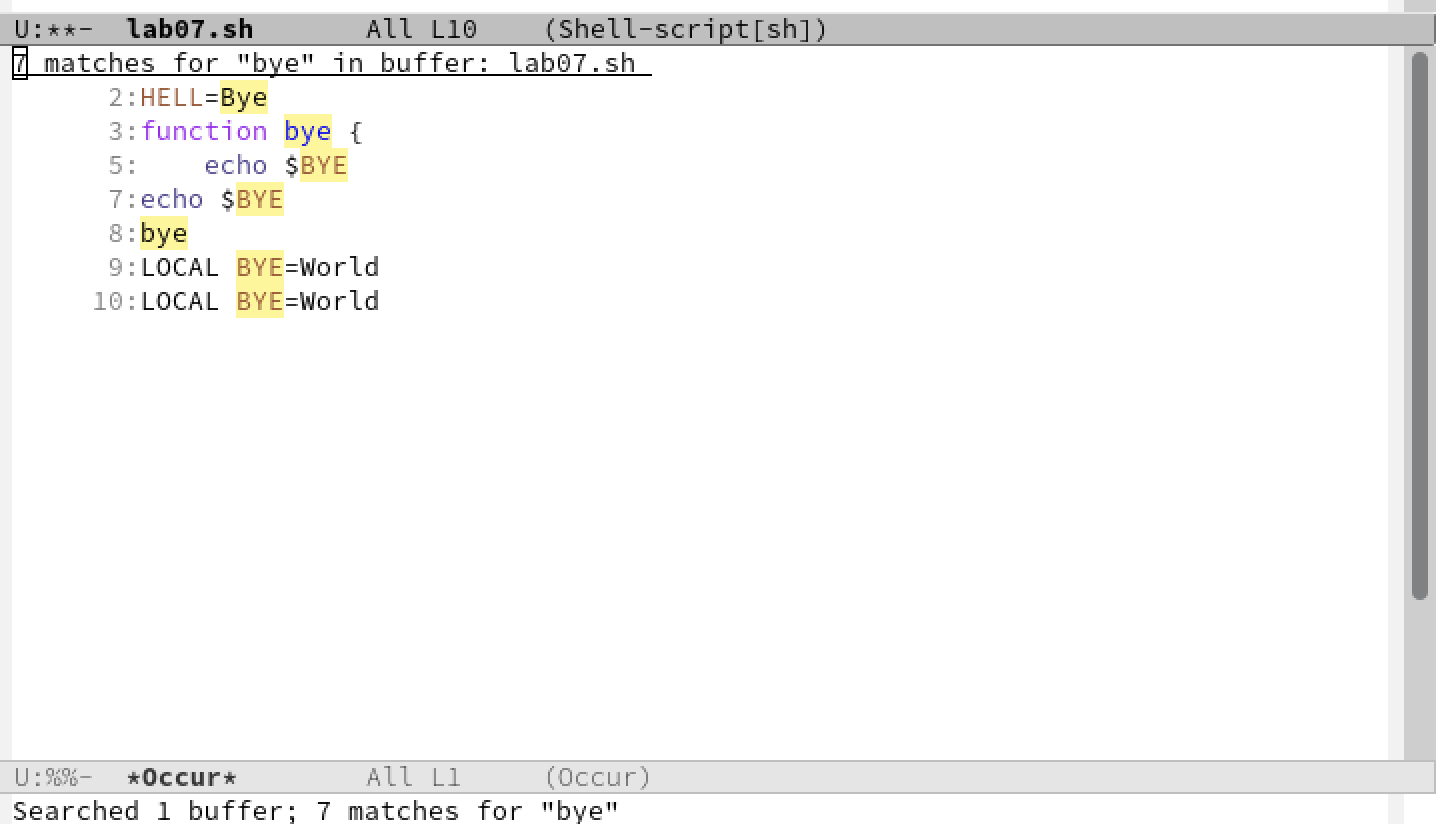 U:**-  lab07.sh       All L10    (Shell-script[sh])
7 matches for "bye" in buffer: lab07.sh
      2:HELL=Bye
      3:function bye {
      5:    echo $BYE
      7:echo $BYE
      8:bye
      9:LOCAL BYE=World
     10:LOCAL BYE=World
U:%%-  *Occur*        All L1     (Occur)
Searched 1 buffer; 7 matches for "bye"